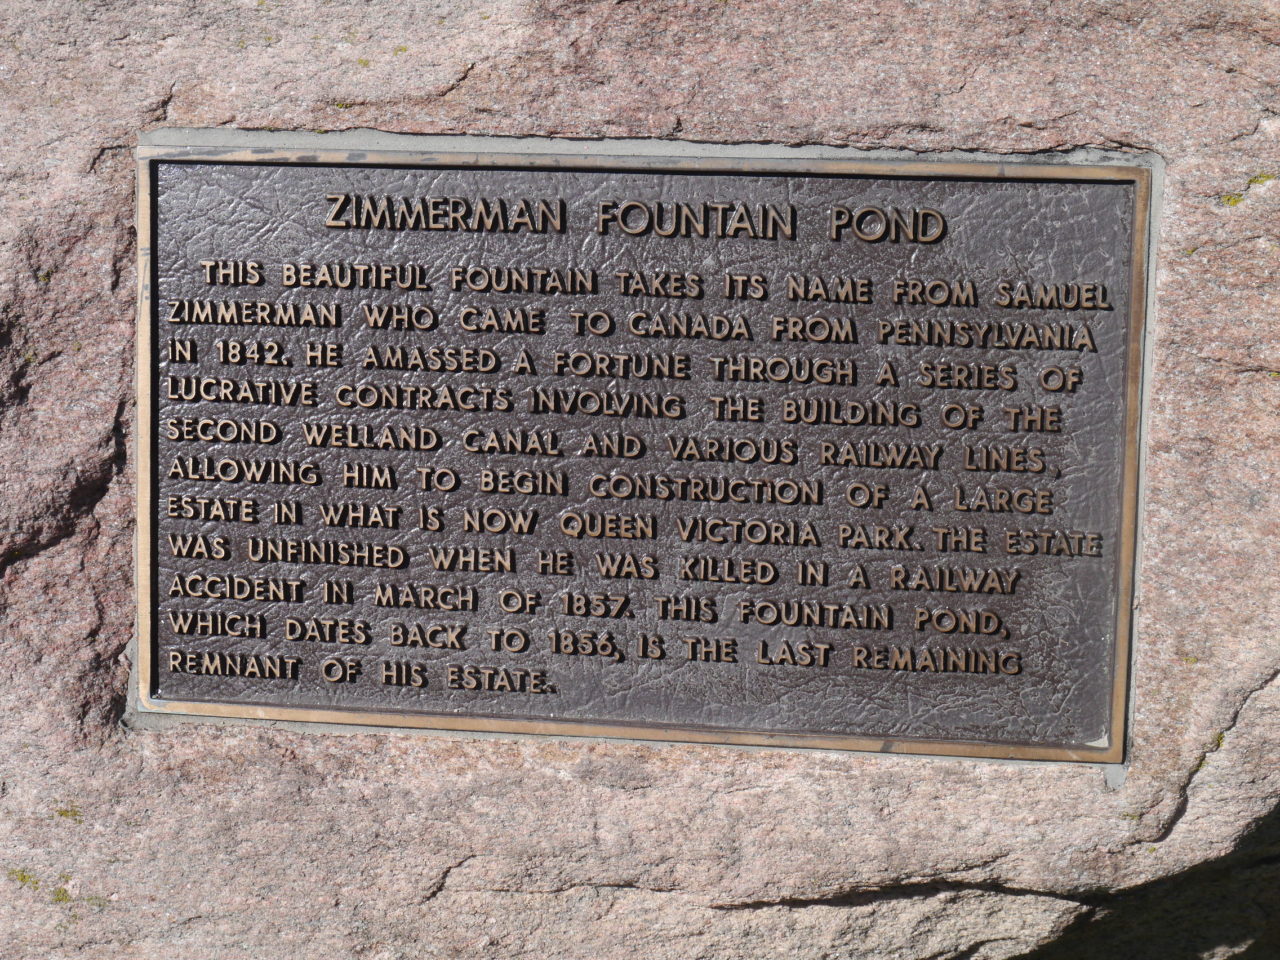 ZIMMERMAN FOUNTAIN POND
THIS BEAUTIFUL FOUNTAIN TAKES ITS NAME FROM SAMUEL
ZIMMERMAN WHO CAME TO CANADA FROM PENNSYLVANIA
IN 1842. HE AMASSED A FORTUNE THROUGH A SERIES OF
LUCRATIVE CONTRACTS INVOLVING THE BUILDING OF THE
SECOND WELLAND CANAL AND VARIOUS RAILWAY LINES,
ALLOWING HIM TO BEGIN CONSTRUCTION OF A LARGE
ESTATE IN WHAT IS NOW QUEEN VICTORIA PARK. THE ESTATE
WAS UNFINISHED WHEN HE WAS KILLED IN A RAILWAY
ACCIDENT IN MARCH OF 1857. THIS FOUNTAIN POND,
WHICH DATES BACK TO 1856, IS THE LAST REMAINING
REMNANT OF HIS ESTATE.